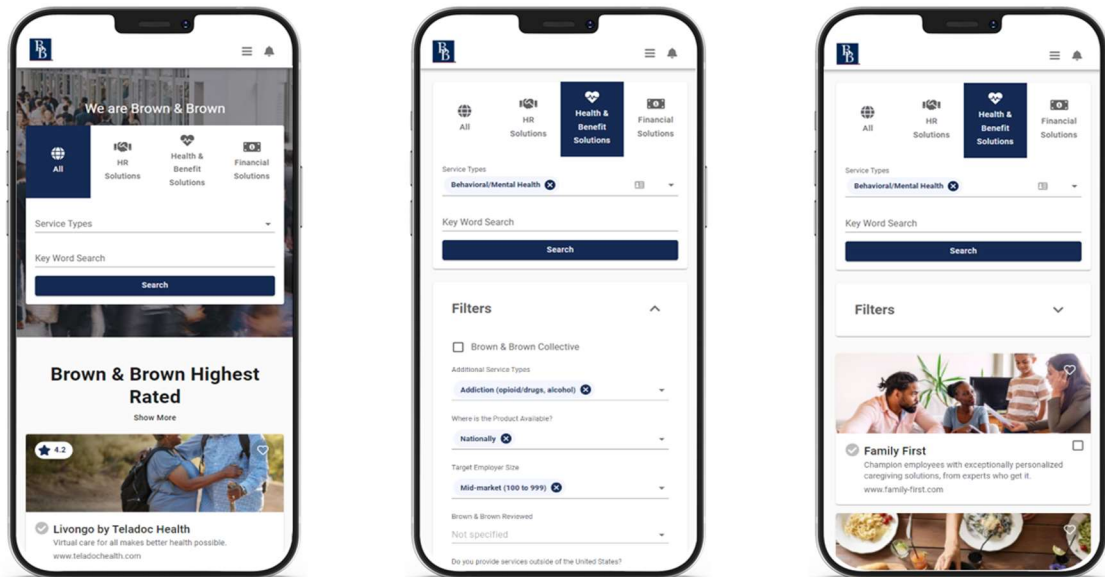 BB
We are Brown & Brown
All
HR
Solutions
Health &
Benefit
Solutions
Financial
Solutions
Service Types
Key Word Search
Search
Brown & Brown Highest
Rated
Show More
4.2
Livongo by Teladoc Health
Virtual care for all makes better health possible.
www.teladochealth.com
BB
All
HR
Solutions
Health &
Benefit
Solutions
Financial
Solutions
Service Types
Behavioral/Mental Health
Key Word Search
Search
Filters
Brown & Brown Collective
Additional Service Types
Addiction (opioid/drugs, alcohol)
Where is the Product Available?
Nationally
Target Employer Size
Mid-market (100 to 999)
Brown & Brown Reviewed
Not specified
Do you provide services outside of the United States?
BB
All
HR
Solutions
Health &
Benefit
Solutions
Financial
Solutions
Service Types
Behavioral/Mental Health
Key Word Search
Search
Filters
Family First
Champion employees with exceptionally personalized
caregiving solutions, from experts who get it.
www.family-first.com